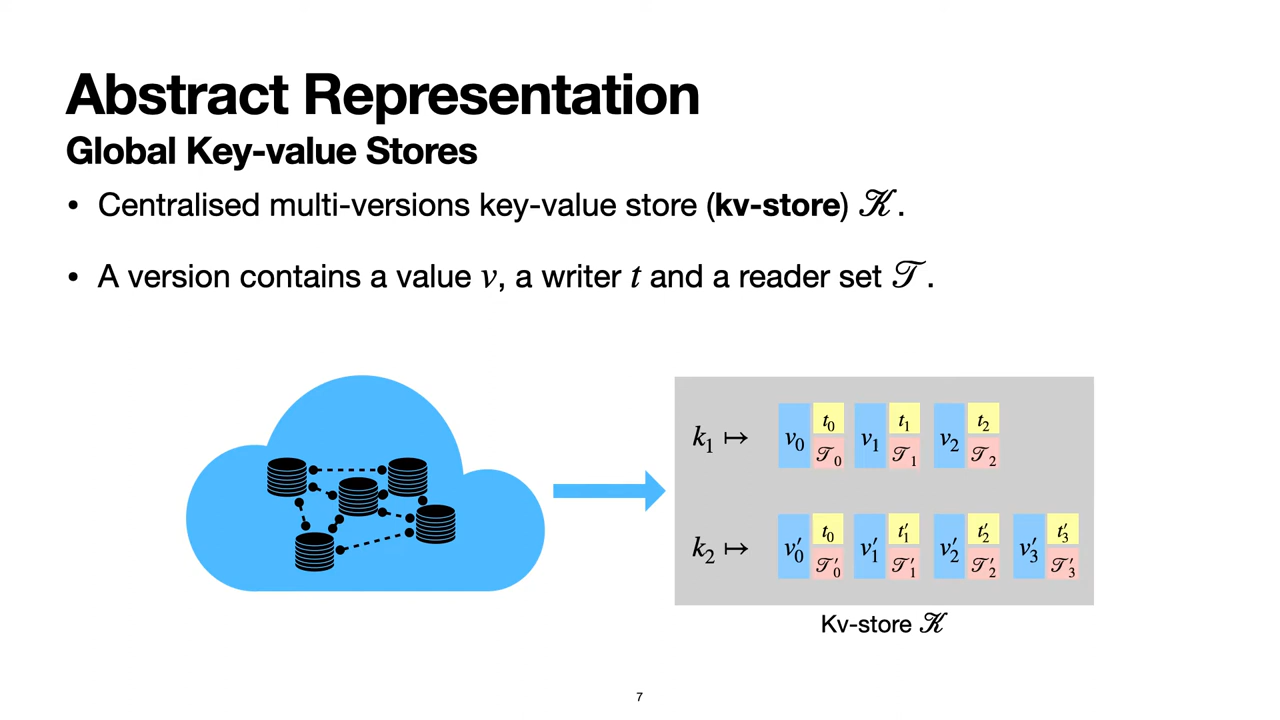 Abstract Representation
Global Key-value Stores
• Centralised multi-versions key-value store (kv-store) 𝒦.
• A version contains a value v, a writer t and a reader set 𝒯.
k₁ ↦ v₀ t₀ 𝒯₀ v₁ t₁ 𝒯₁ v₂ t₂ 𝒯₂
k₂ ↦ v′₀ t₀ 𝒯′₀ v′₁ t′₁ 𝒯′₁ v′₂ t′₂ 𝒯′₂ v′₃ t′₃ 𝒯′₃
Kv-store 𝒦
7